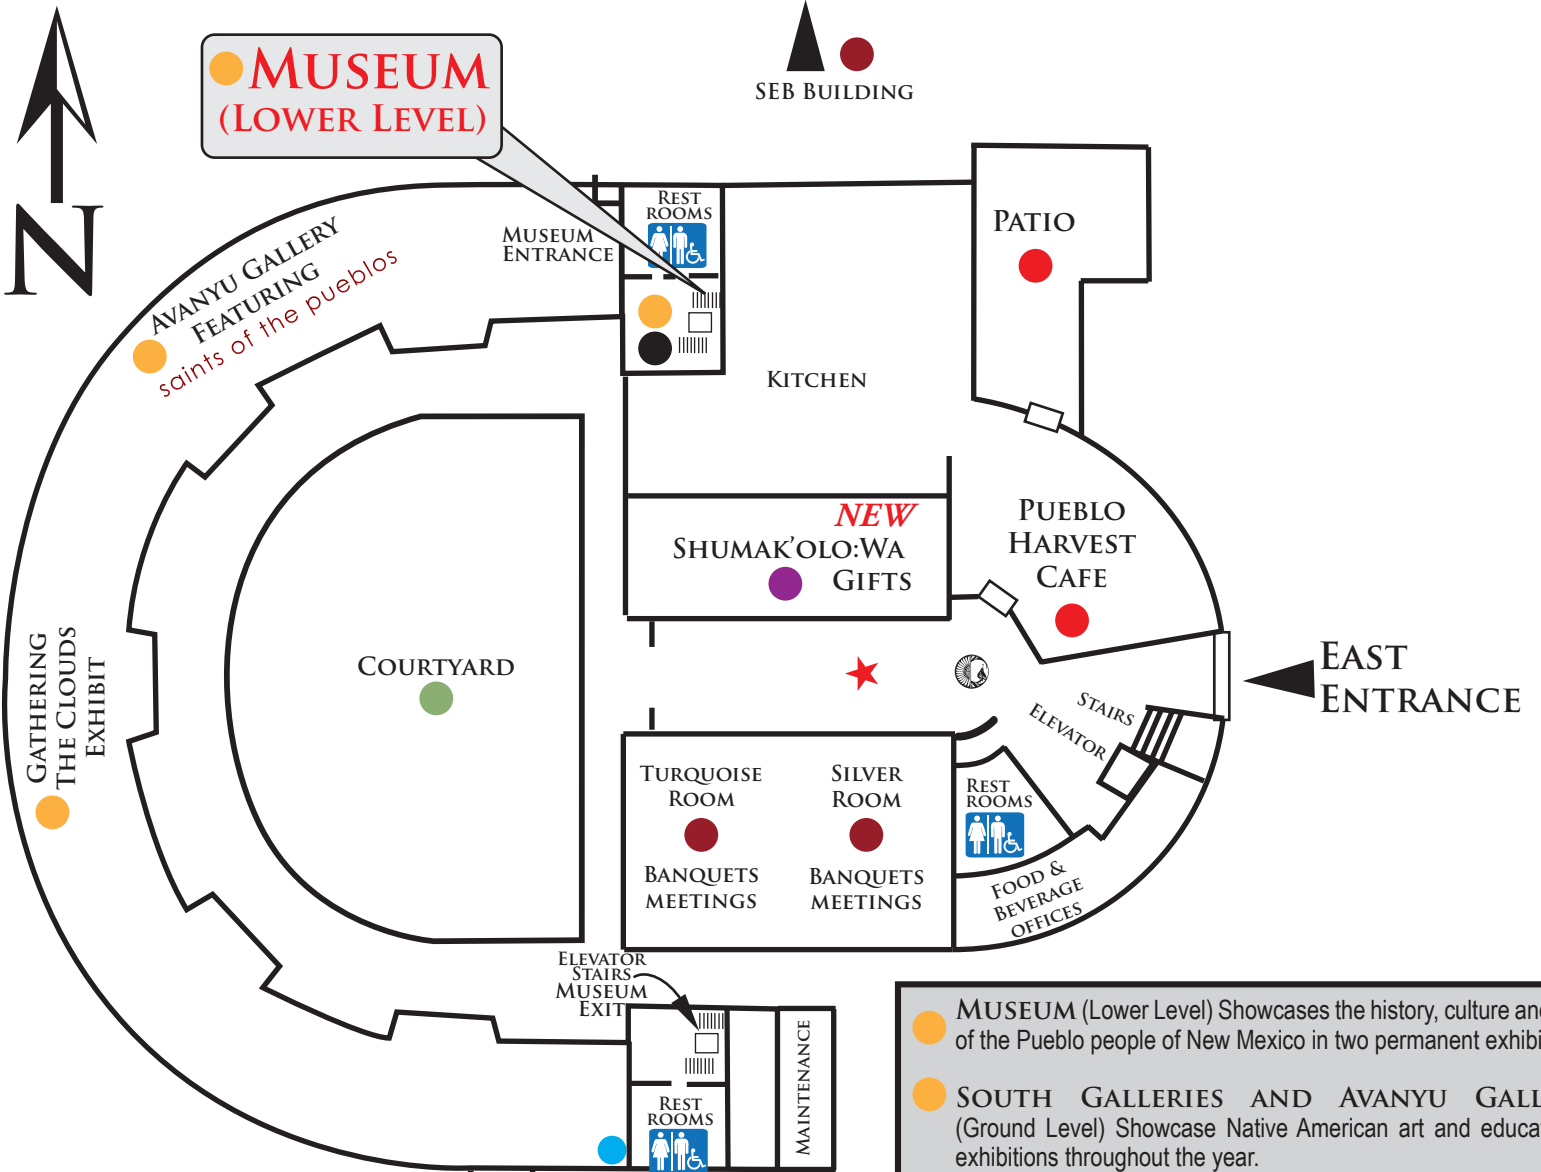 N
MUSEUM
(LOWER LEVEL)
SEB BUILDING
REST
ROOMS
MUSEUM
ENTRANCE
PATIO
AVANYU GALLERY
FEATURING
saints of the pueblos
KITCHEN
NEW
SHUMAK'OLO:WA
GIFTS
PUEBLO
HARVEST
CAFE
GATHERING
THE CLOUDS
EXHIBIT
COURTYARD
EAST
ENTRANCE
STAIRS
ELEVATOR
TURQUOISE
ROOM
BANQUETS
MEETINGS
SILVER
ROOM
BANQUETS
MEETINGS
REST
ROOMS
FOOD &
BEVERAGE
OFFICES
ELEVATOR
STAIRS
MUSEUM
EXIT
MAINTENANCE
REST
ROOMS
MUSEUM (Lower Level) Showcases the history, culture an
of the Pueblo people of New Mexico in two permanent exhibi
SOUTH GALLERIES AND AVANYU GALL
(Ground Level) Showcase Native American art and educat
exhibitions throughout the year.